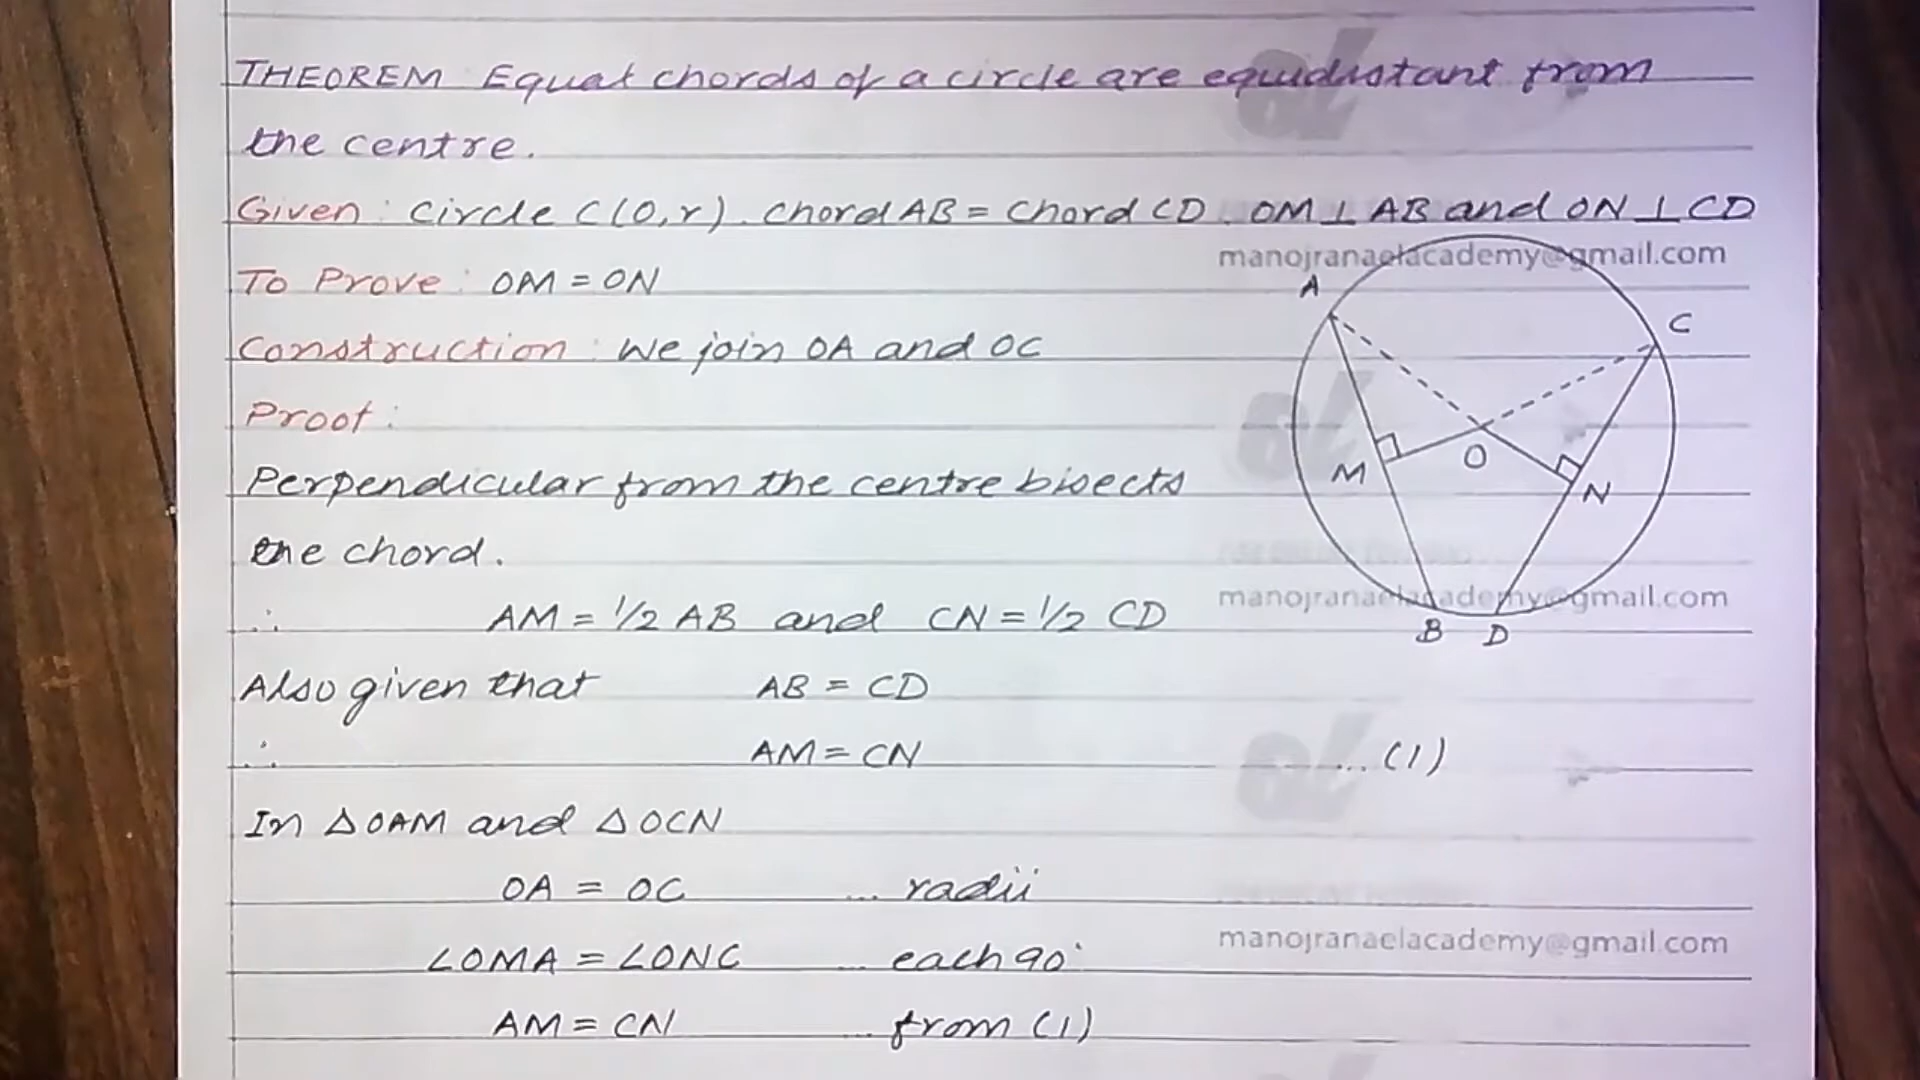 THEOREM Equal chords of a circle are equidistant from
the centre.
Given : Circle C(O,r). Chord AB = Chord CD. OM ⊥ AB and ON ⊥ CD
manojranaelacademy@gmail.com
To Prove : OM = ON
A
C
Construction : We join OA and OC
Proof :
M
O
N
Perpendicular from the centre bisects
the chord.
manojranaelacademy@gmail.com
∴ AM = 1/2 AB and CN = 1/2 CD
B D
Also given that AB = CD
∴ AM = CN ... (1)
In △OAM and △OCN
OA = OC ... radii
manojranaelacademy@gmail.com
∠OMA = ∠ONC ... each 90°
AM = CN ... from (1)